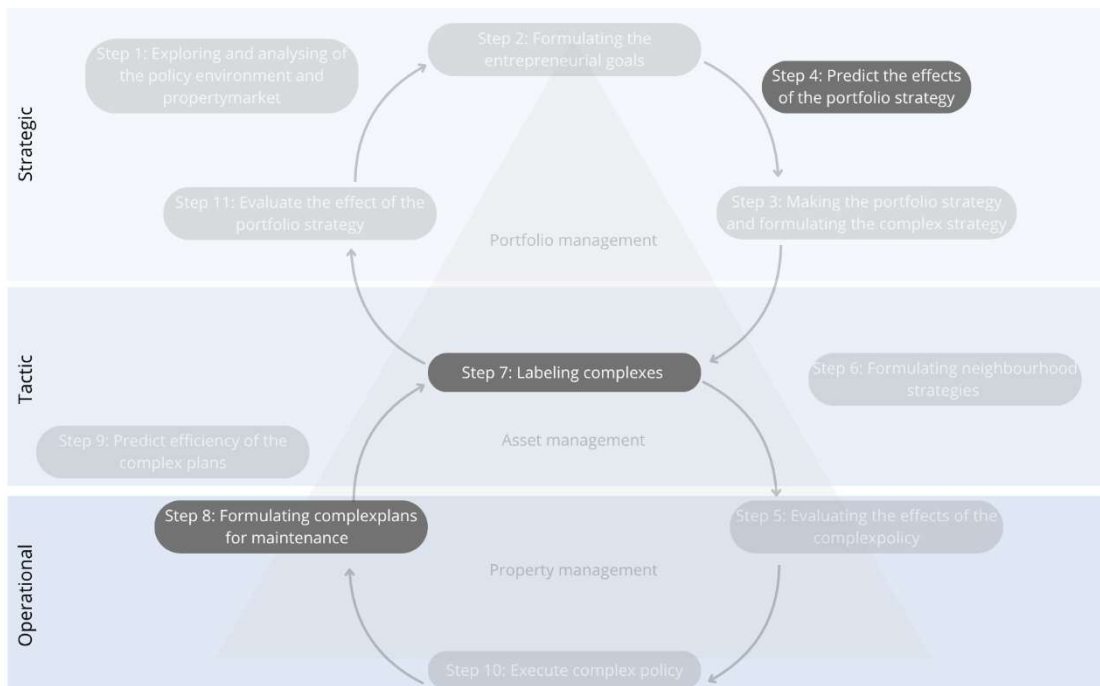 Strategic
Step 1: Exploring and analysing of
the policy environment and
propertymarket
Step 2: Formulating the
entrepreneurial goals
Step 4: Predict the effects
of the portfolio strategy
Step 11: Evaluate the effect of the
portfolio strategy
Step 3: Making the portfolio strategy
and formulating the complex strategy
Portfolio management
Tactic
Step 7: Labeling complexes
Step 6: Formulating neighbourhood
strategies
Step 9: Predict efficiency of the
complex plans
Asset management
Operational
Step 8: Formulating complexplans
for maintenance
Step 5: Evaluating the effects of the
complexpolicy
Property management
Step 10: Execute complex policy